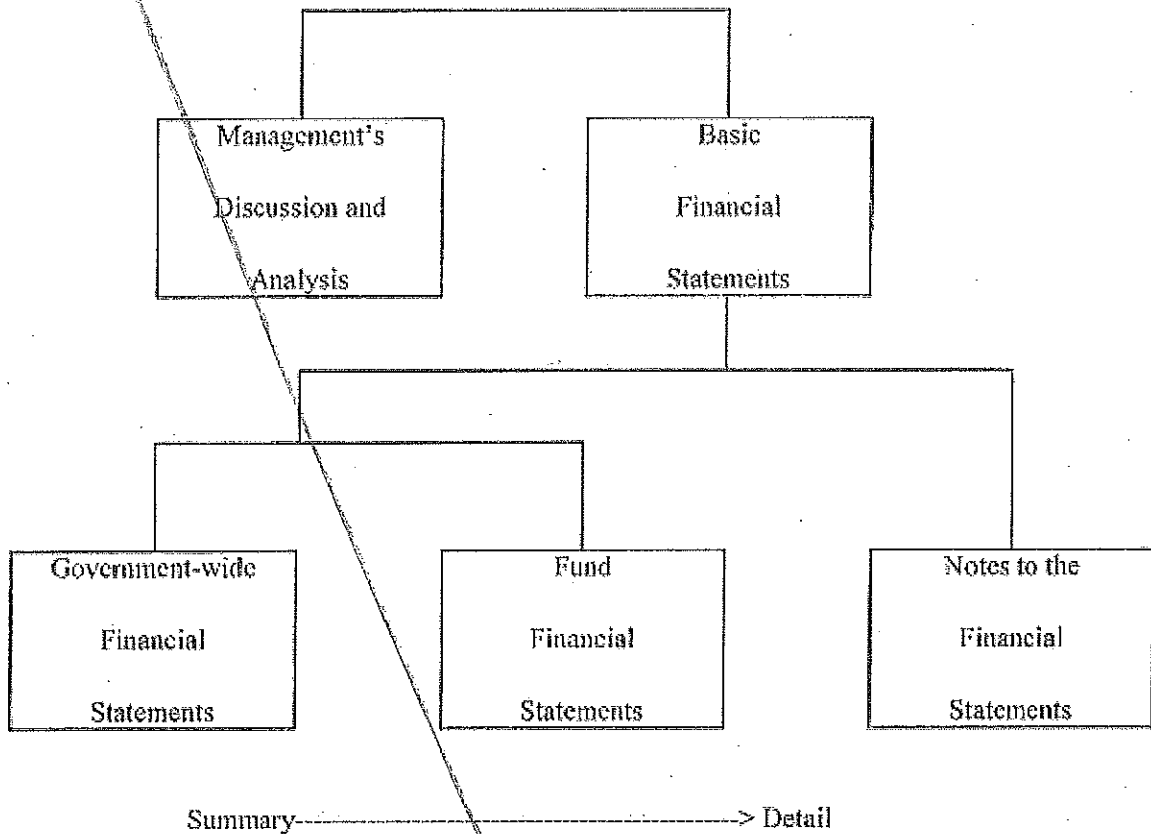 Management's
Discussion and
Analysis
Basic
Financial
Statements
Government-wide
Financial
Statements
Fund
Financial
Statements
Notes to the
Financial
Statements
Summary------------------------------------------------> Detail